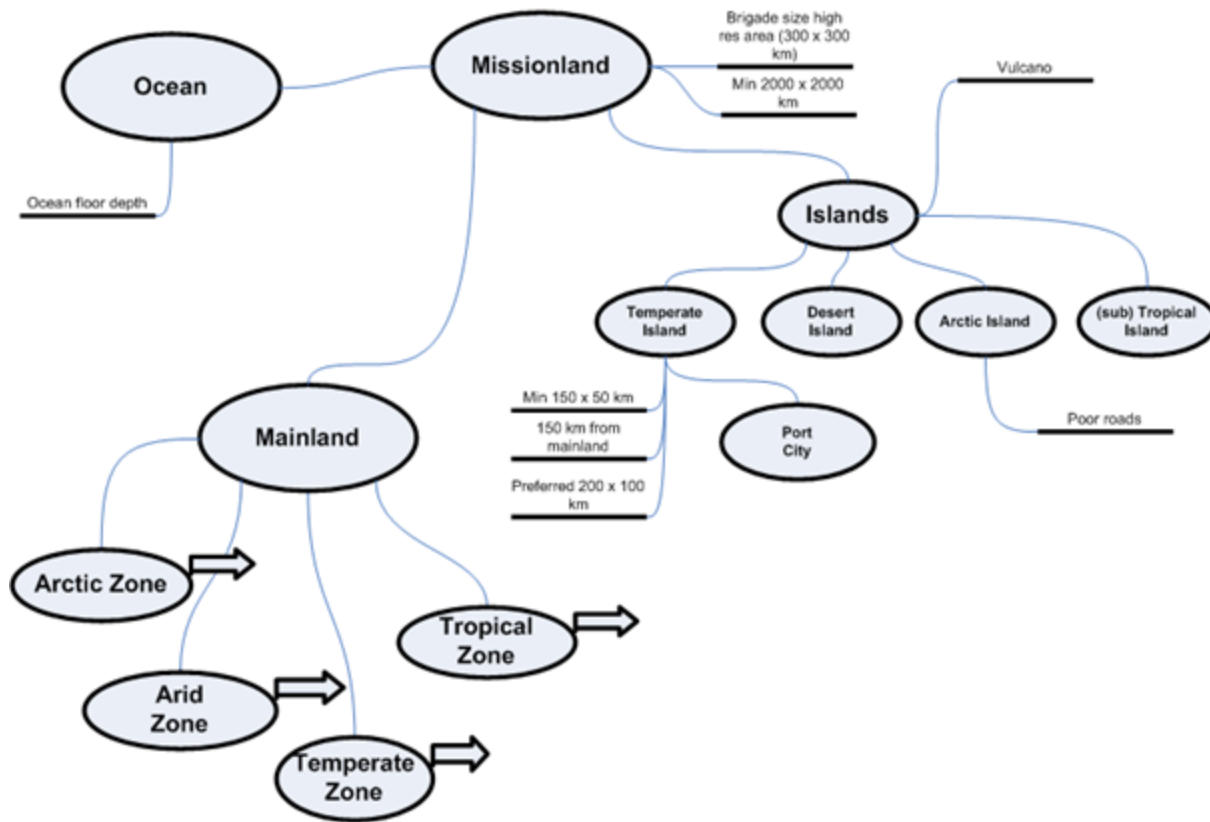 Ocean
Missionland
Brigade size high
res area (300 x 300
km)
Min 2000 x 2000
km
Vulcano
Ocean floor depth
Islands
Temperate
Island
Desert
Island
Arctic Island
(sub) Tropical
Island
Min 150 x 50 km
150 km from
mainland
Preferred 200 x 100
km
Port
City
Poor roads
Mainland
Arctic Zone
Tropical
Zone
Arid
Zone
Temperate
Zone